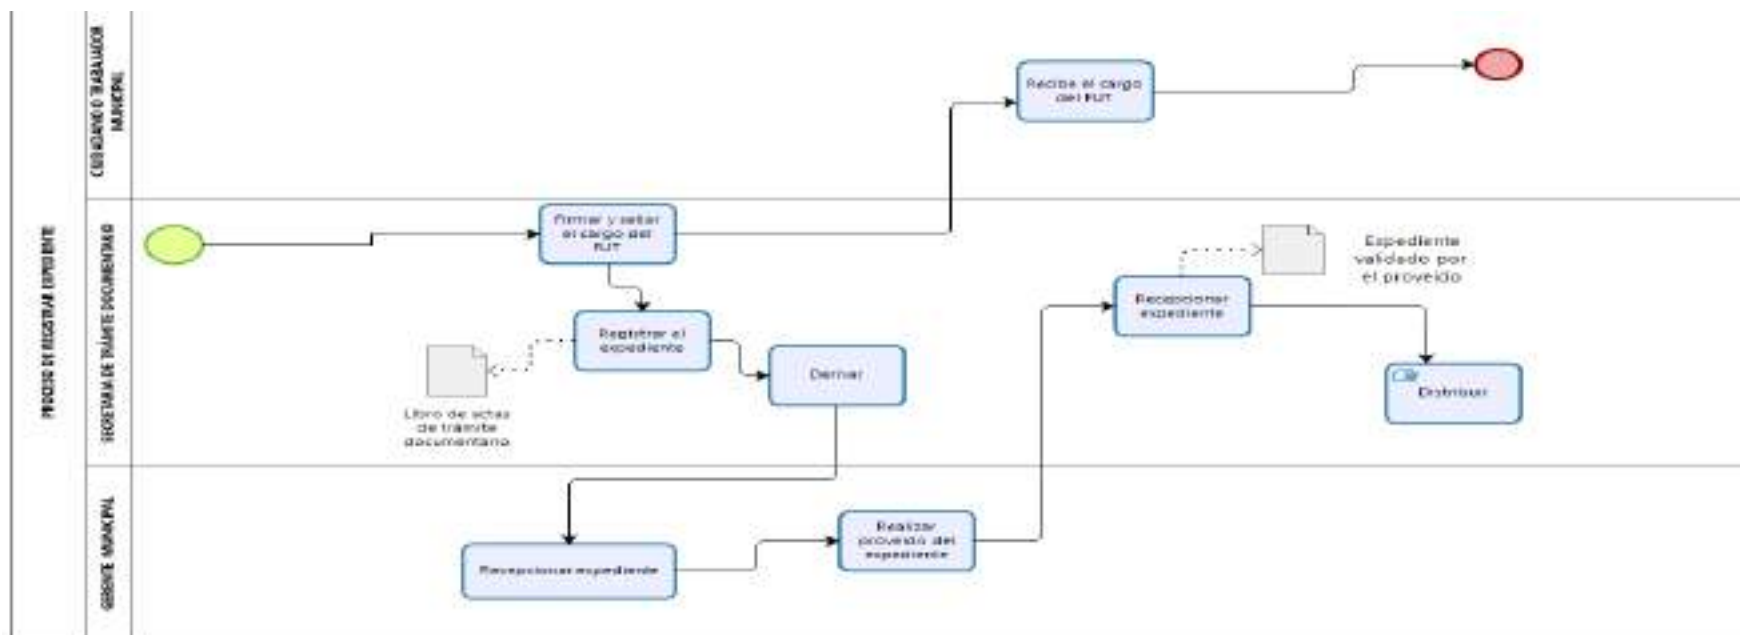 PROCESO DE REGISTRAR EXPEDIENTE
CIUDADANO O TRABAJADOR
MUNICIPAL
Recibe el cargo
del FUT
SECRETARIA DE TRÁMITE DOCUMENTARIO
Firmar y sellar
el cargo del
FUT
Registrar el
expediente
Libro de actas
de trámite
documentario
Derivar
Recepcionar
expediente
Expediente
validado por
el proveido
Distribuir
GERENTE MUNICIPAL
Recepcionar expediente
Realizar
proveido del
expediente